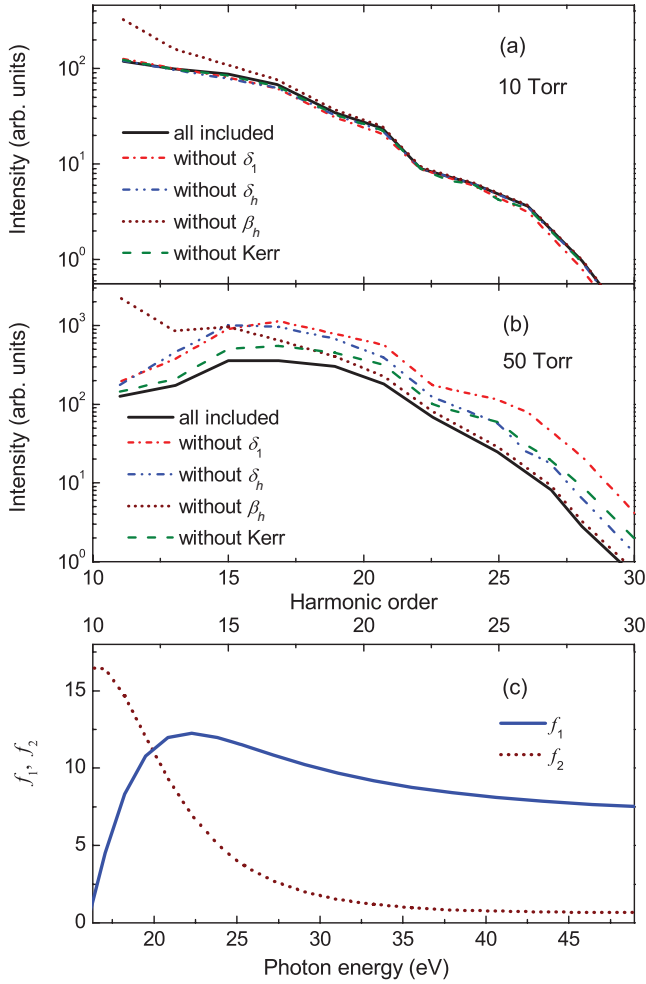 (a)
10 Torr
Intensity (arb. units)
10²
10¹
10⁰
all included
without δ₁
without δₕ
without βₕ
without Kerr
(b)
50 Torr
Intensity (arb. units)
10³
10²
10¹
10⁰
all included
without δ₁
without δₕ
without βₕ
without Kerr
10 15 20 25 30
Harmonic order
10 15 20 25 30
(c)
f₁, f₂
15
10
5
0
f₁
f₂
20 25 30 35 40 45
Photon energy (eV)